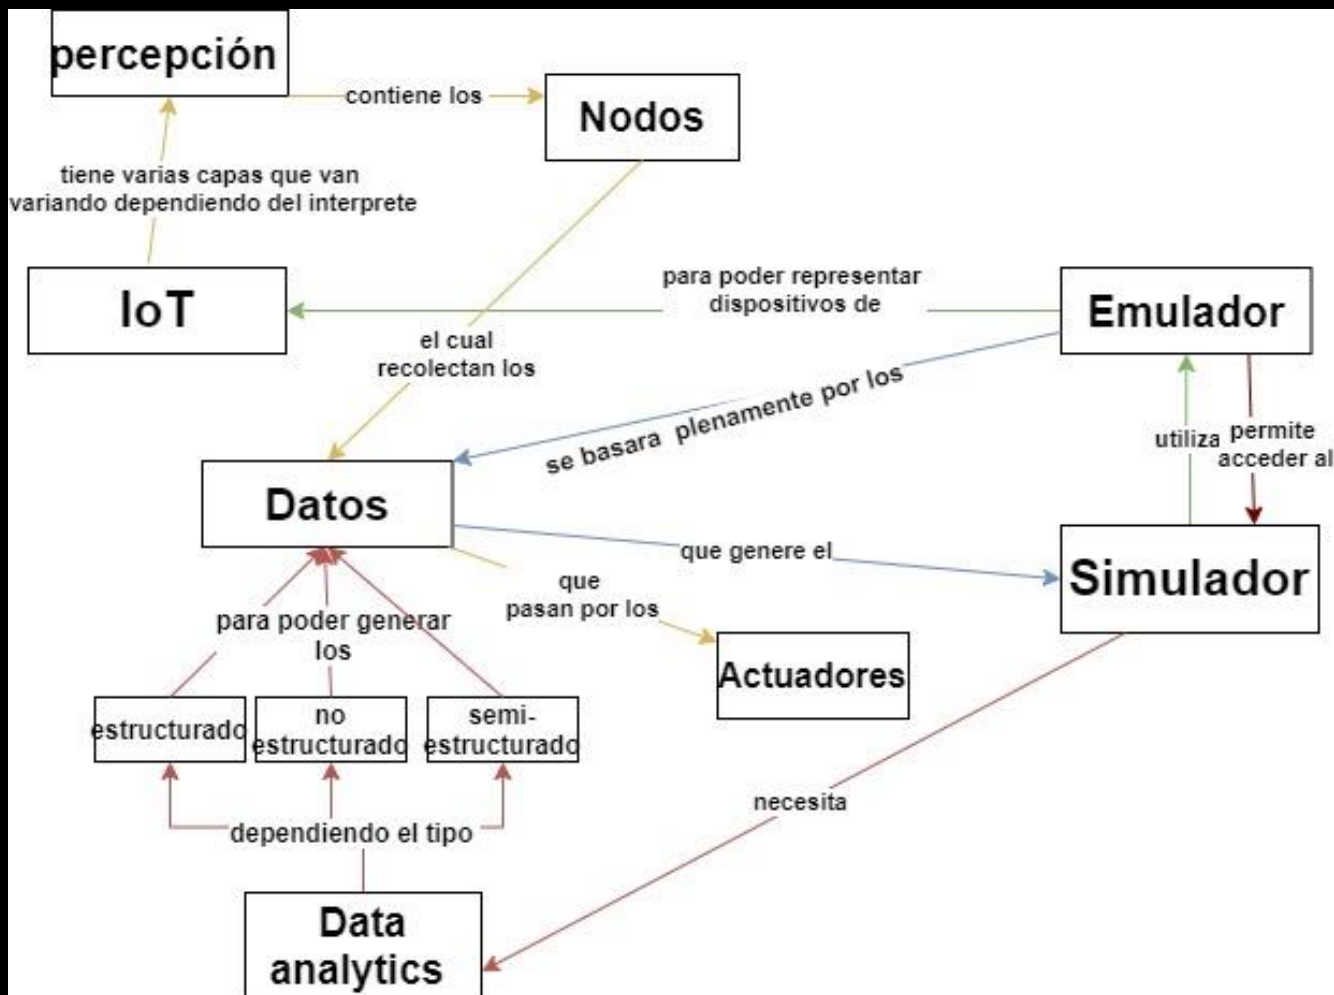 percepción
contiene los
Nodos
tiene varias capas que van
variando dependiendo del interprete
IoT
para poder representar
dispositivos de
Emulador
el cual
recolectan los
se basara plenamente por los
utiliza
permite
acceder al
Datos
que genere el
Simulador
que
pasan por los
para poder generar
los
Actuadores
estructurado
no
estructurado
semi-
estructurado
necesita
dependiendo el tipo
Data
analytics